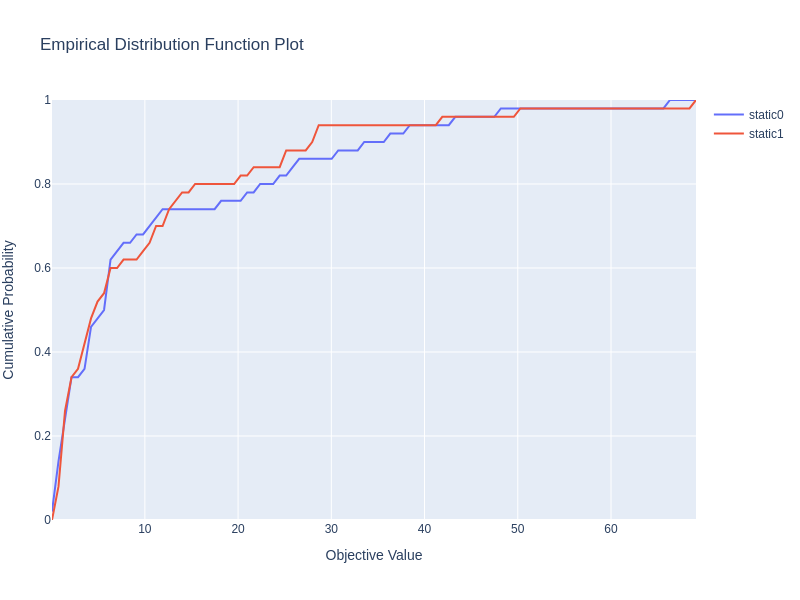 Empirical Distribution Function Plot
1
0.8
0.6
0.4
0.2
0
Cumulative Probability
10
20
30
40
50
60
Objective Value
static0
static1